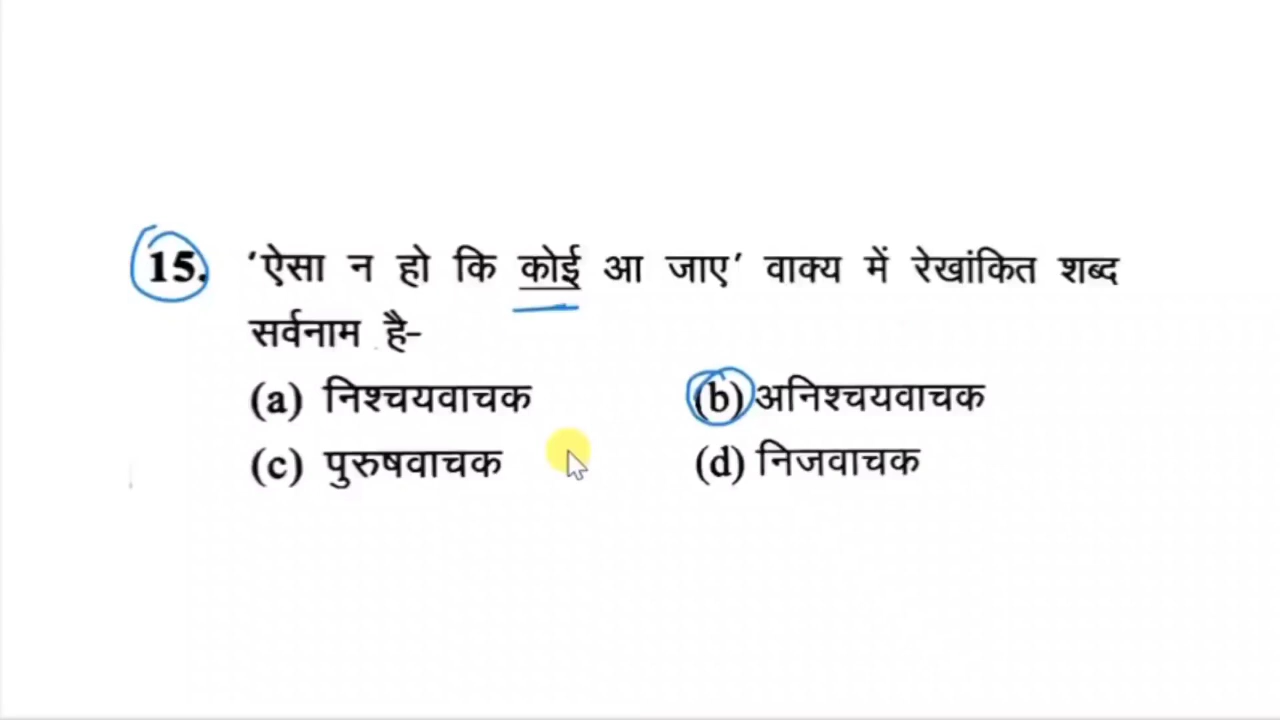 15. 'ऐसा न हो कि कोई आ जाए' वाक्य में रेखांकित शब्द
सर्वनाम है-
(a) निश्चयवाचक (b) अनिश्चयवाचक
(c) पुरुषवाचक (d) निजवाचक